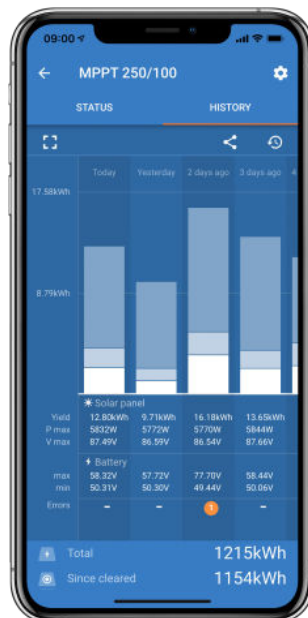 09:00
MPPT 250/100
STATUS HISTORY
Today Yesterday 2 days ago 3 days ago 4
17.58kWh
8.79kWh
Solar panel
Yield 12.80kWh 9.71kWh 16.18kWh 13.65kWh
P max 5832W 5772W 5770W 5844W
V max 87.49V 86.59V 86.54V 87.66V
Battery
max 58.32V 57.72V 77.70V 58.44V
min 50.31V 50.30V 49.44V 50.06V
Errors - - 1 -
Total 1215kWh
Since cleared 1154kWh